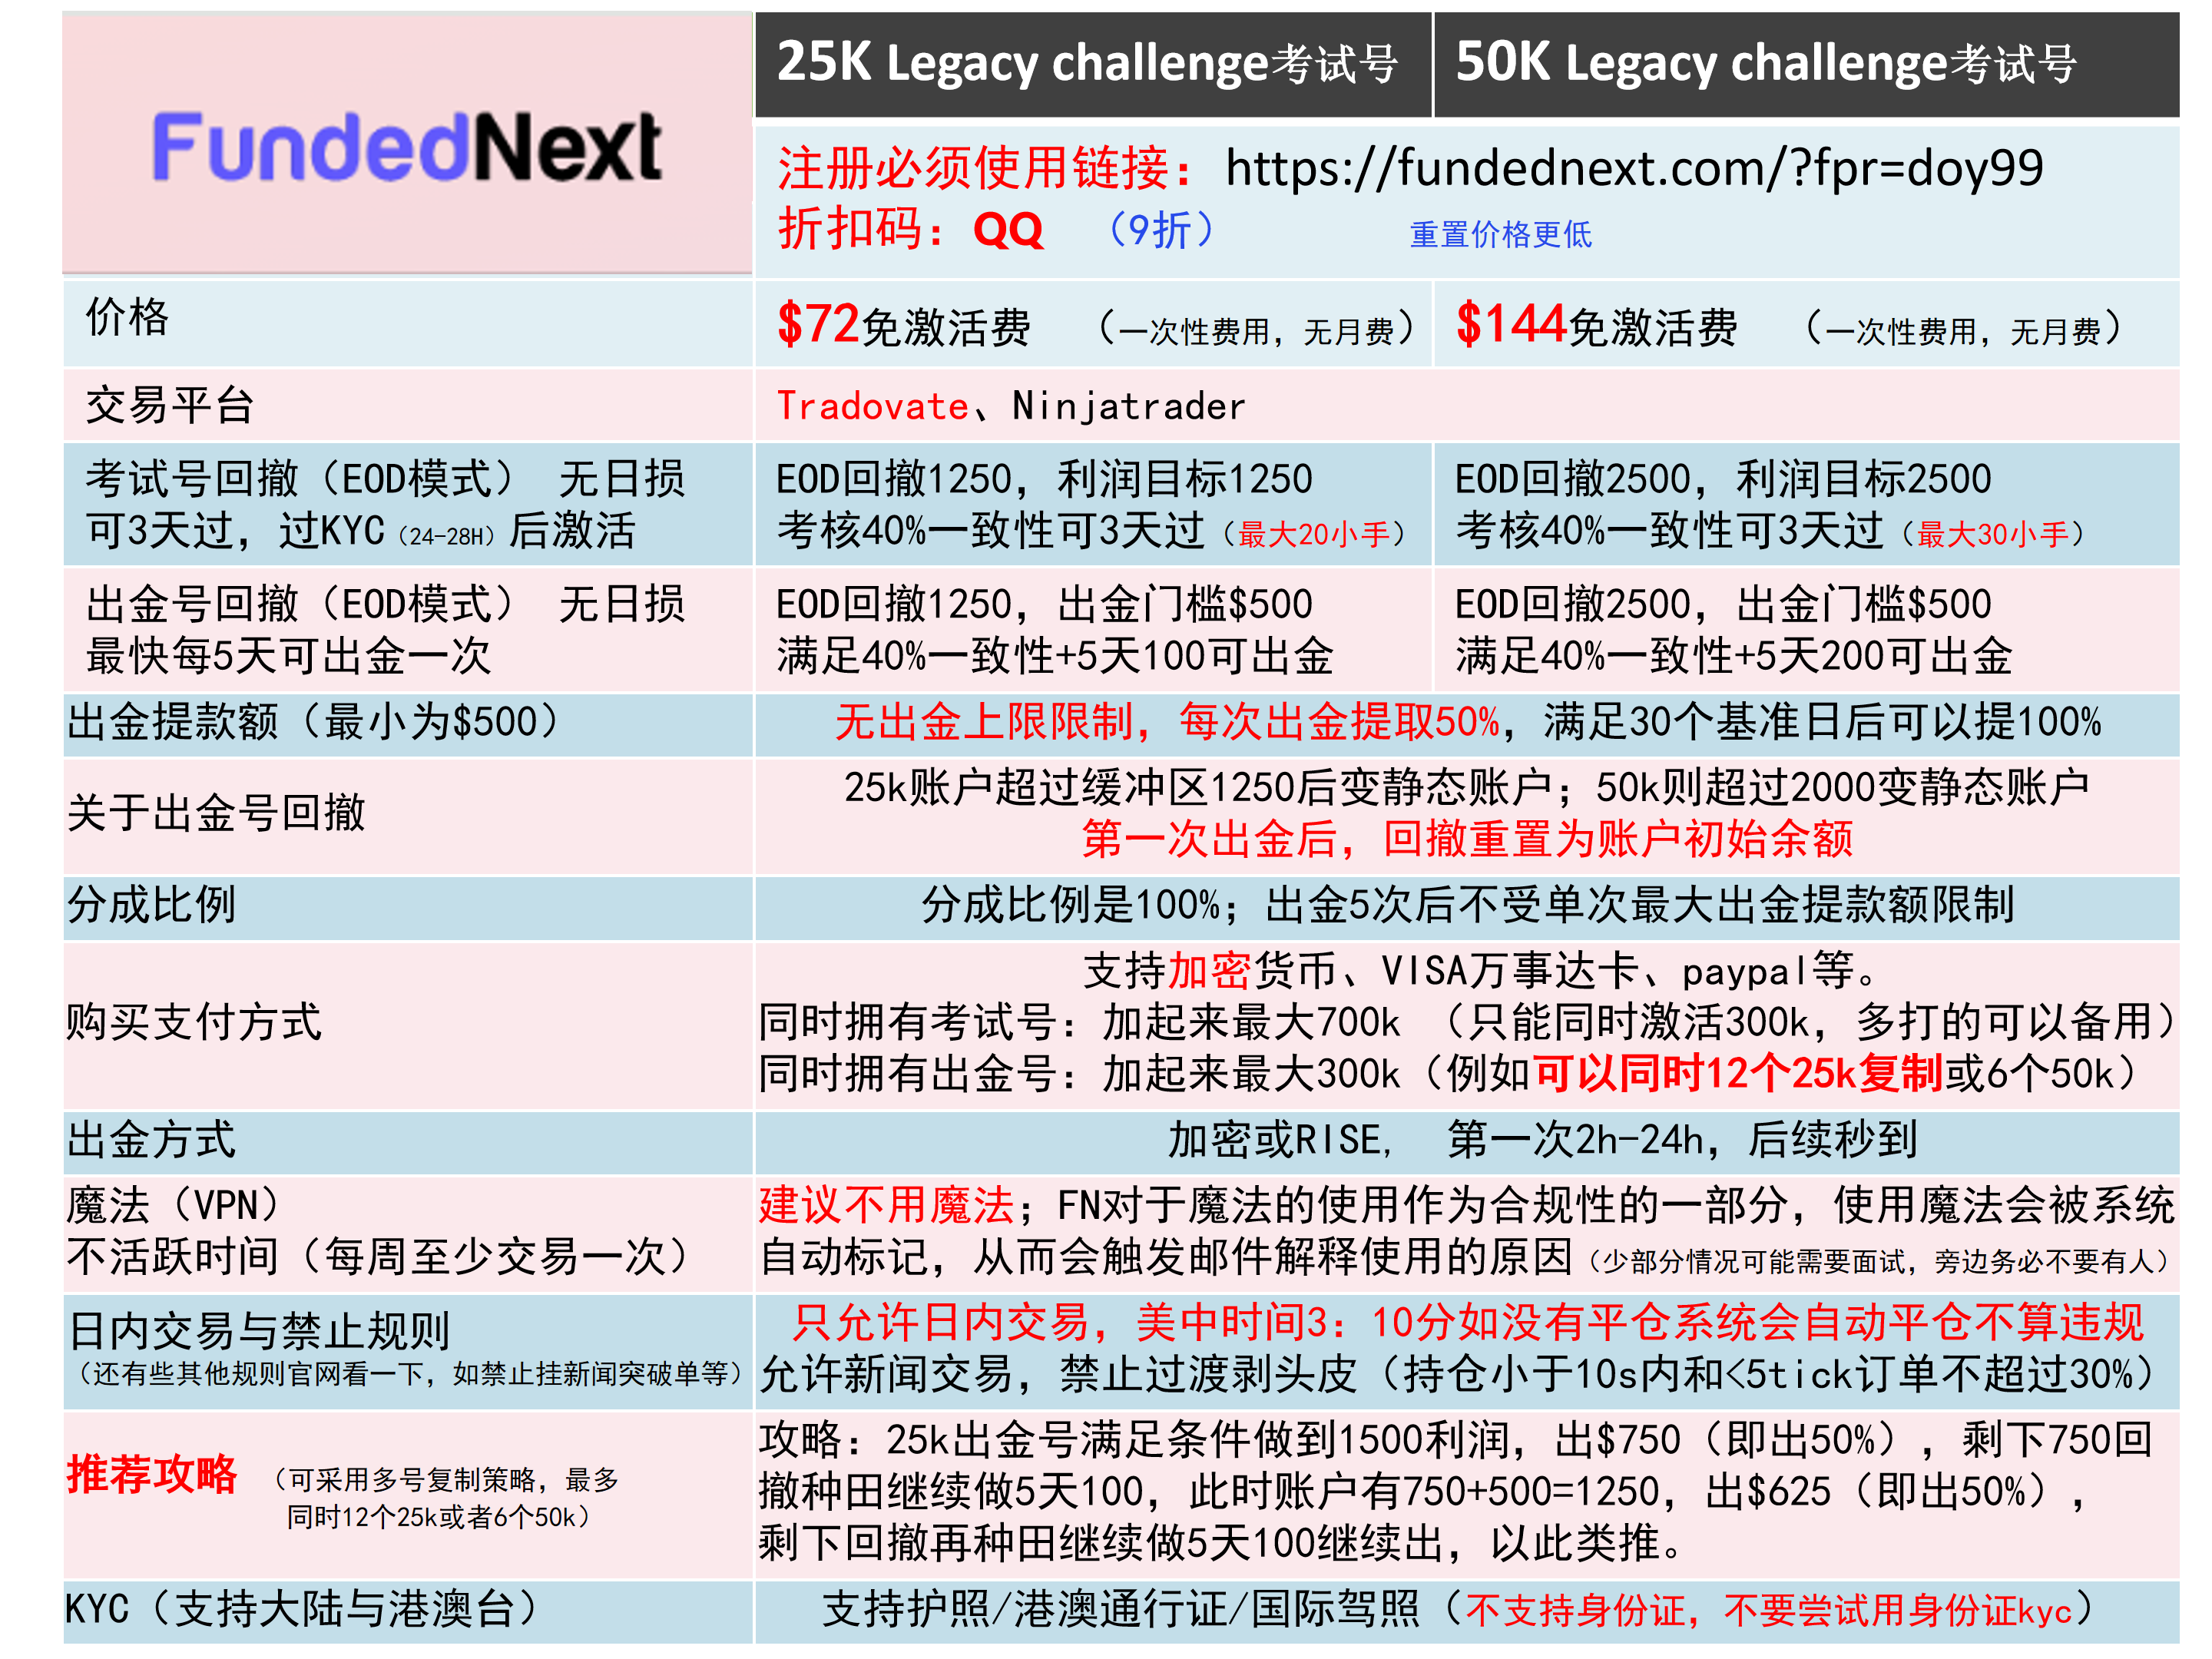 FundedNext
25K Legacy challenge考试号
50K Legacy challenge考试号
注册必须使用链接：https://fundednext.com/?fpr=doy99
折扣码：QQ （9折） 重置价格更低
价格
$72免激活费 （一次性费用，无月费）
$144免激活费 （一次性费用，无月费）
交易平台
Tradovate、Ninjatrader
考试号回撤（EOD模式） 无日损
可3天过，过KYC（24-28H）后激活
EOD回撤1250，利润目标1250
考核40%一致性可3天过（最大20小手）
EOD回撤2500，利润目标2500
考核40%一致性可3天过（最大30小手）
出金号回撤（EOD模式） 无日损
最快每5天可出金一次
EOD回撤1250，出金门槛$500
满足40%一致性+5天100可出金
EOD回撤2500，出金门槛$500
满足40%一致性+5天200可出金
出金提款额（最小为$500）
无出金上限限制，每次出金提取50%，满足30个基准日后可以提100%
关于出金号回撤
25k账户超过缓冲区1250后变静态账户；50k则超过2000变静态账户
第一次出金后，回撤重置为账户初始余额
分成比例
分成比例是100%；出金5次后不受单次最大出金提款额限制
购买支付方式
支持加密货币、VISA万事达卡、paypal等。
同时拥有考试号：加起来最大700k （只能同时激活300k，多打的可以备用）
同时拥有出金号：加起来最大300k（例如可以同时12个25k复制或6个50k）
出金方式
加密或RISE, 第一次2h-24h，后续秒到
魔法（VPN）
不活跃时间（每周至少交易一次）
建议不用魔法；FN对于魔法的使用作为合规性的一部分，使用魔法会被系统
自动标记，从而会触发邮件解释使用的原因（少部分情况可能需要面试，旁边务必不要有人）
日内交易与禁止规则
（还有些其他规则官网看一下，如禁止挂新闻突破单等）
只允许日内交易，美中时间3：10分如没有平仓系统会自动平仓不算违规
允许新闻交易，禁止过渡剥头皮（持仓小于10s内和<5tick订单不超过30%）
推荐攻略 （可采用多号复制策略，最多
同时12个25k或者6个50k）
攻略：25k出金号满足条件做到1500利润，出$750（即出50%），剩下750回
撤种田继续做5天100，此时账户有750+500=1250，出$625（即出50%），
剩下回撤再种田继续做5天100继续出，以此类推。
KYC（支持大陆与港澳台）
支持护照/港澳通行证/国际驾照（不支持身份证，不要尝试用身份证kyc）